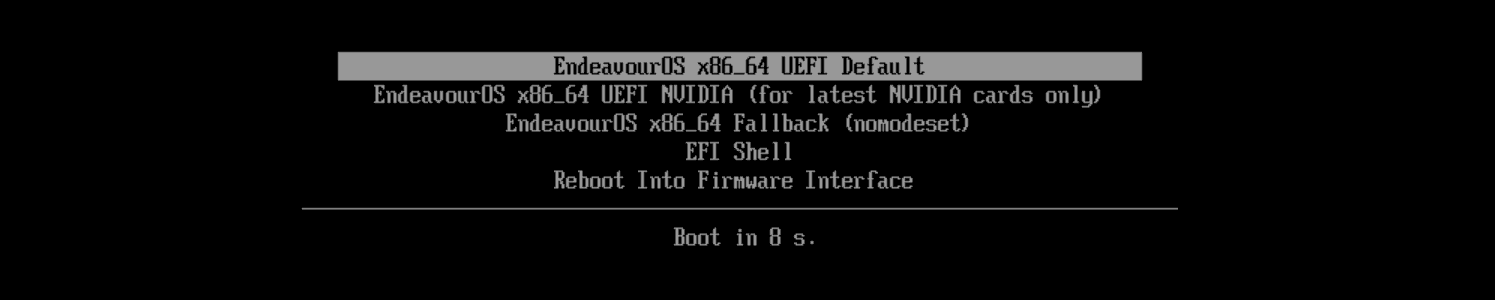 EndeavourOS x86_64 UEFI Default
EndeavourOS x86_64 UEFI NVIDIA (for latest NVIDIA cards only)
EndeavourOS x86_64 Fallback (nomodeset)
EFI Shell
Reboot Into Firmware Interface
Boot in 8 s.